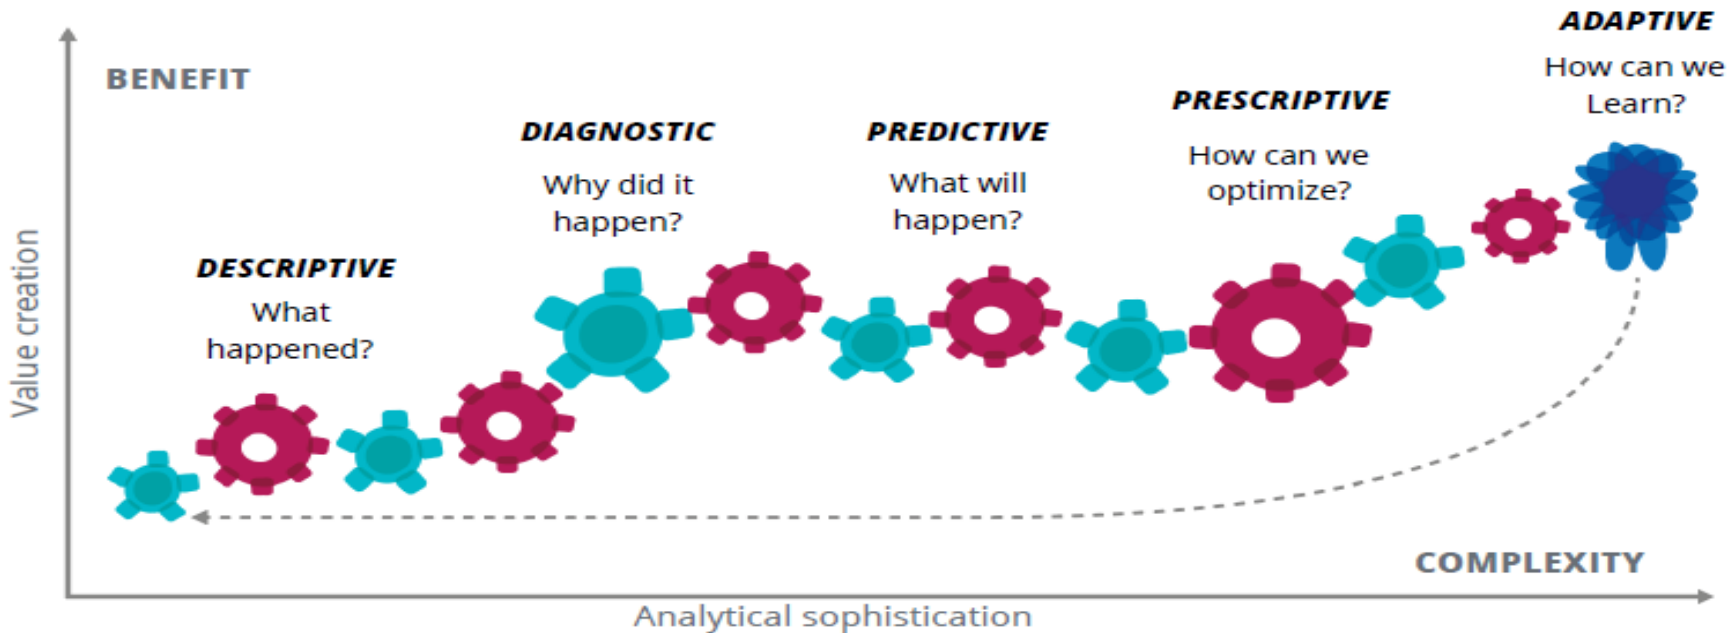 BENEFIT
Value creation
DESCRIPTIVE
What
happened?
DIAGNOSTIC
Why did it
happen?
PREDICTIVE
What will
happen?
PRESCRIPTIVE
How can we
optimize?
ADAPTIVE
How can we
Learn?
COMPLEXITY
Analytical sophistication